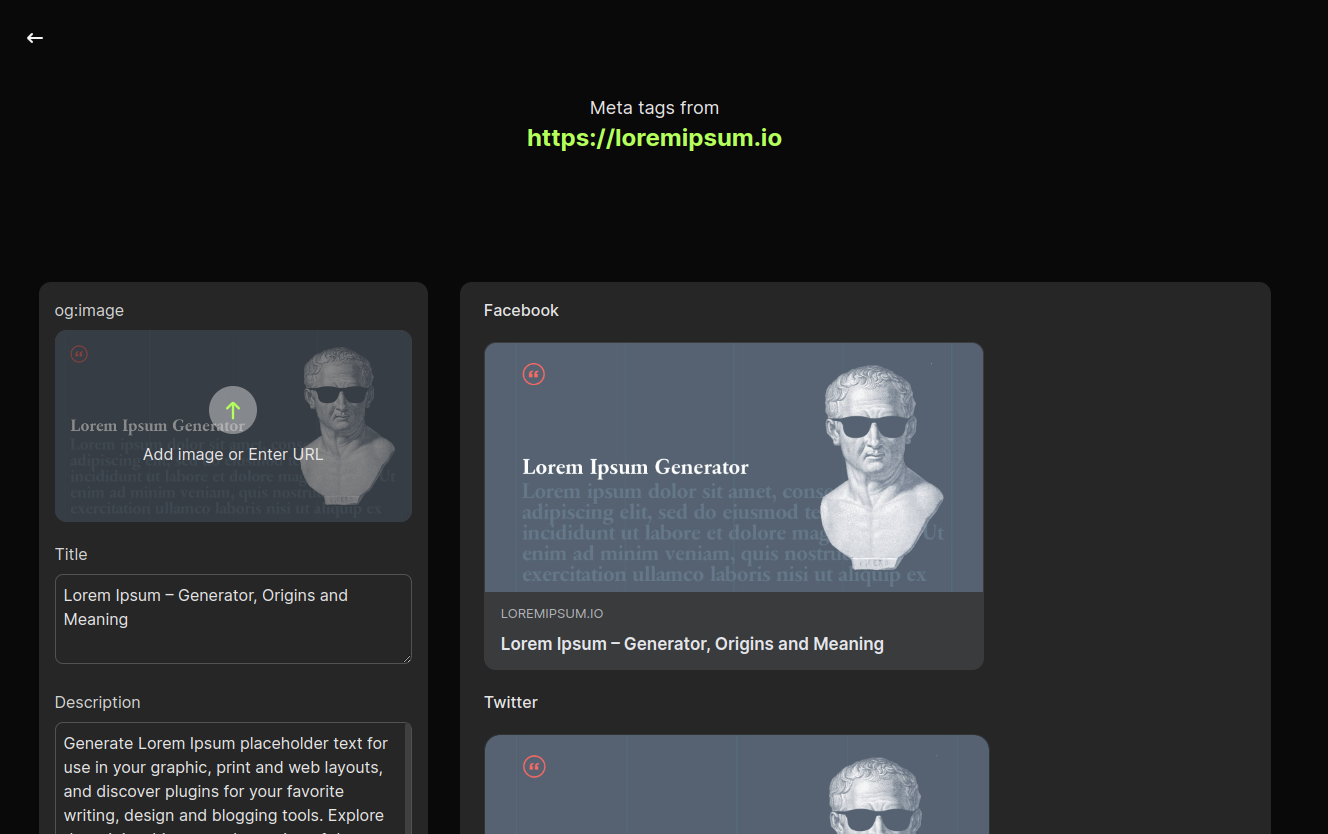 Meta tags from
https://loremipsum.io
og:image
Lorem Ipsum Generator
Lorem ipsum dolor sit amet, cons
adipiscing elit, sed do eiusmod
incididunt ut labore et dolore mag Ut
enim ad minim veniam, quis nostru
exercitation ullamco laboris nisi ut aliquip ex
Add image or Enter URL
Title
Lorem Ipsum – Generator, Origins and
Meaning
Description
Generate Lorem Ipsum placeholder text for
use in your graphic, print and web layouts,
and discover plugins for your favorite
writing, design and blogging tools. Explore
Facebook
Lorem Ipsum Generator
Lorem ipsum dolor sit amet, cons
adipiscing elit, sed do eiusmod te
incididunt ut labore et dolore mag Ut
enim ad minim veniam, quis nostru
exercitation ullamco laboris nisi ut aliquip ex
LOREMIPSUM.IO
Lorem Ipsum – Generator, Origins and Meaning
Twitter